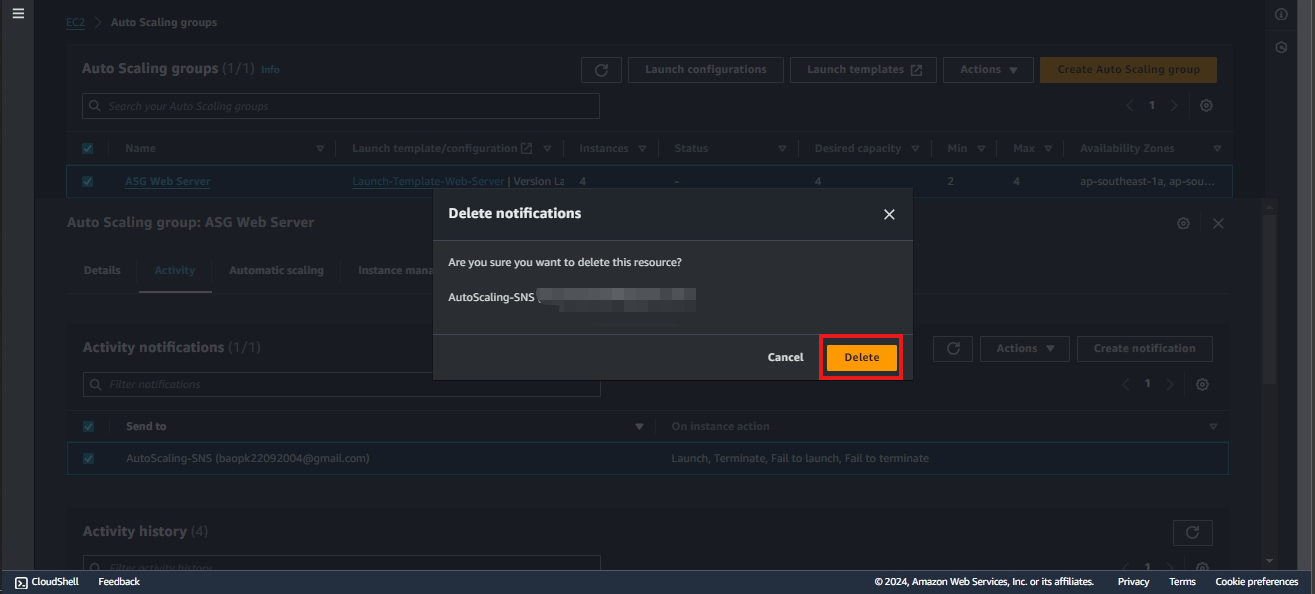 EC2 > Auto Scaling groups
Auto Scaling groups (1/1) Info
Launch configurations Launch templates Actions Create Auto Scaling group
Search your Auto Scaling groups
1
Name Launch template/configuration Instances Status Desired capacity Min Max Availability Zones
ASG Web Server Launch-Template-Web-Server | Version La 4 - 4 2 4 ap-southeast-1a, ap-sou...
Delete notifications
Auto Scaling group: ASG Web Server
Are you sure you want to delete this resource?
Details Activity Automatic scaling Instance mana
AutoScaling-SNS (
Activity notifications (1/1)
Actions Create notification
Cancel Delete
Filter notifications
1
Send to On instance action
AutoScaling-SNS (baopk22092004@gmail.com) Launch, Terminate, Fail to launch, Fail to terminate
Activity history (4)
Filter activity history
1
CloudShell Feedback © 2024, Amazon Web Services, Inc. or its affiliates. Privacy Terms Cookie preferences